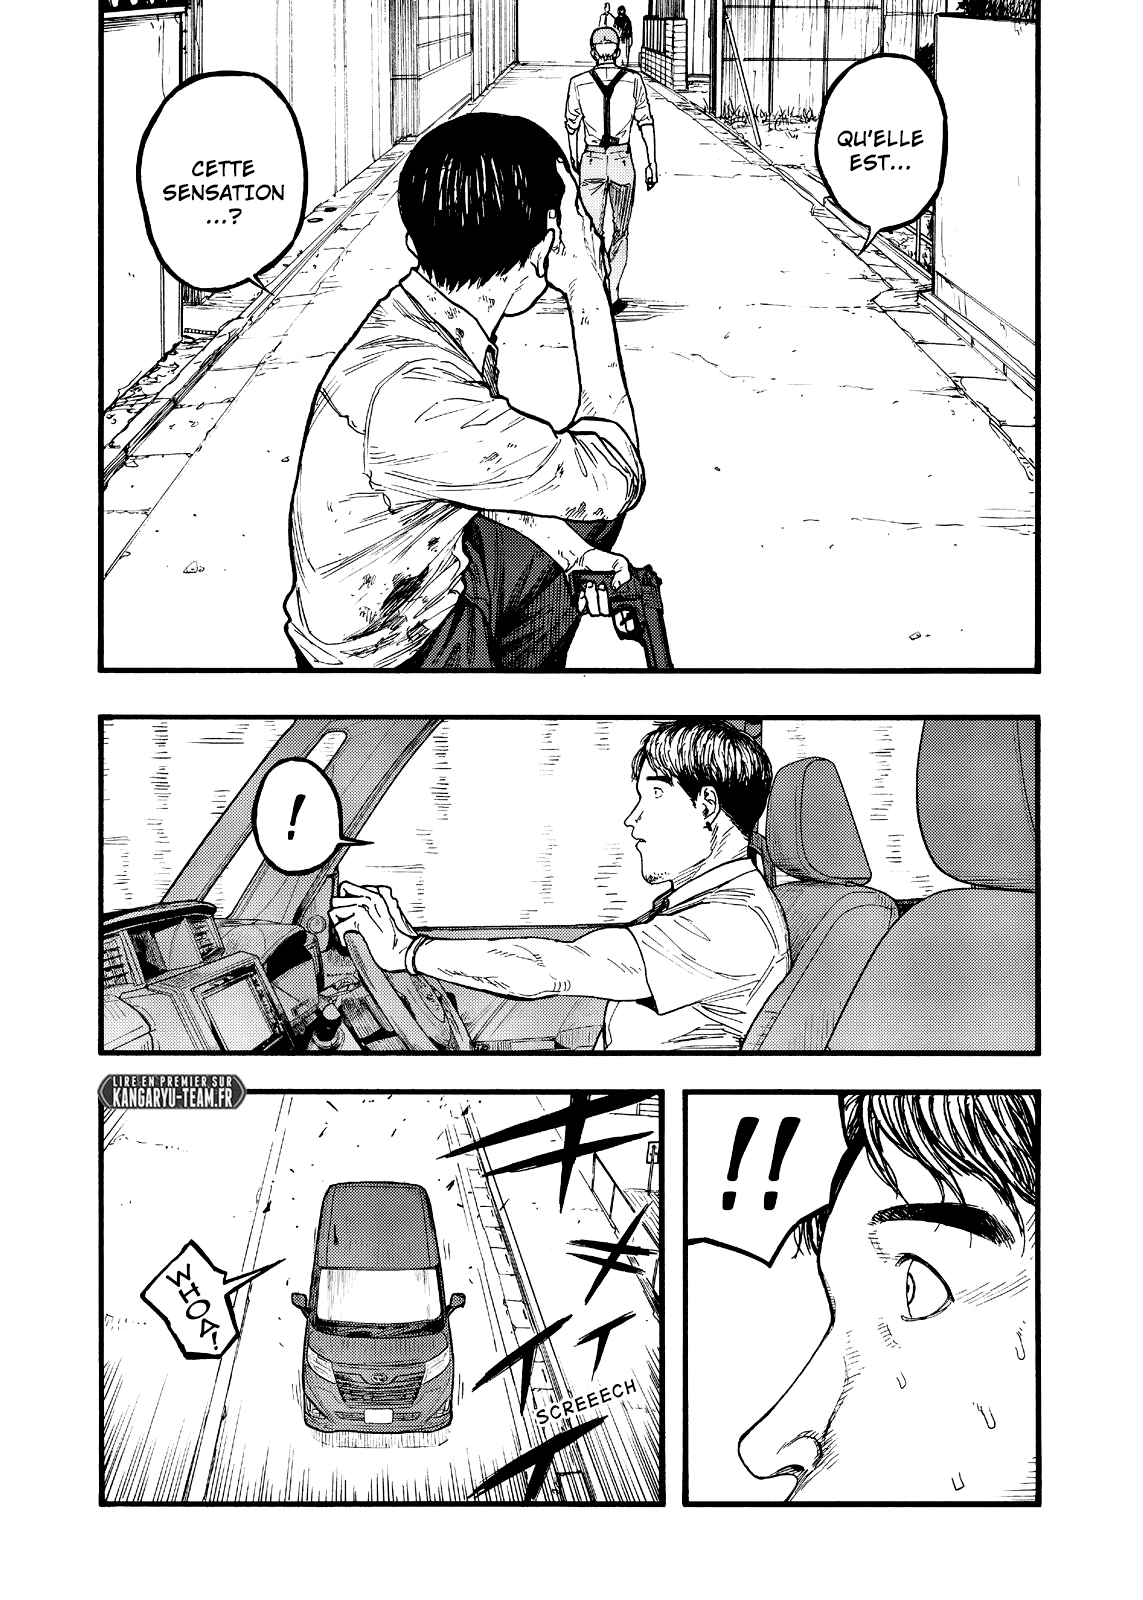 QU'ELLE
EST...
CETTE
SENSATION
...?
!
LIRE EN PREMIER SUR
KANGARYU-TEAM.FR
!!
WHOA!
SCREEECH